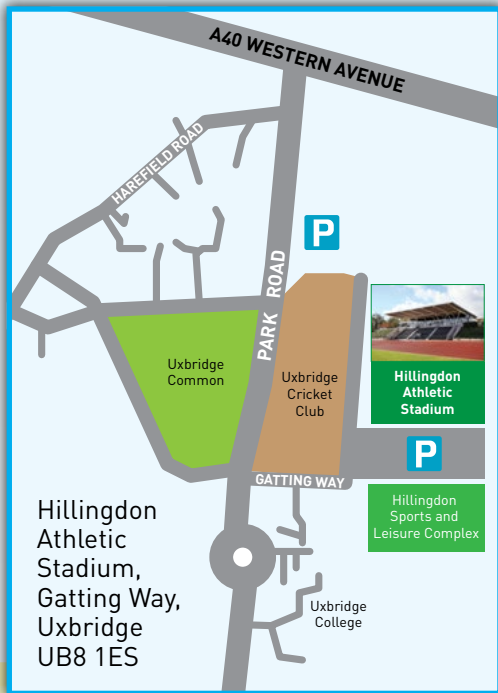 A40 WESTERN AVENUE
HAREFIELD ROAD
P
PARK ROAD
Uxbridge
Common
Uxbridge
Cricket
Club
Hillingdon
Athletic
Stadium
P
GATTING WAY
Hillingdon
Sports and
Leisure Complex
Hillingdon
Athletic
Stadium,
Gatting Way,
Uxbridge
UB8 1ES
Uxbridge
College